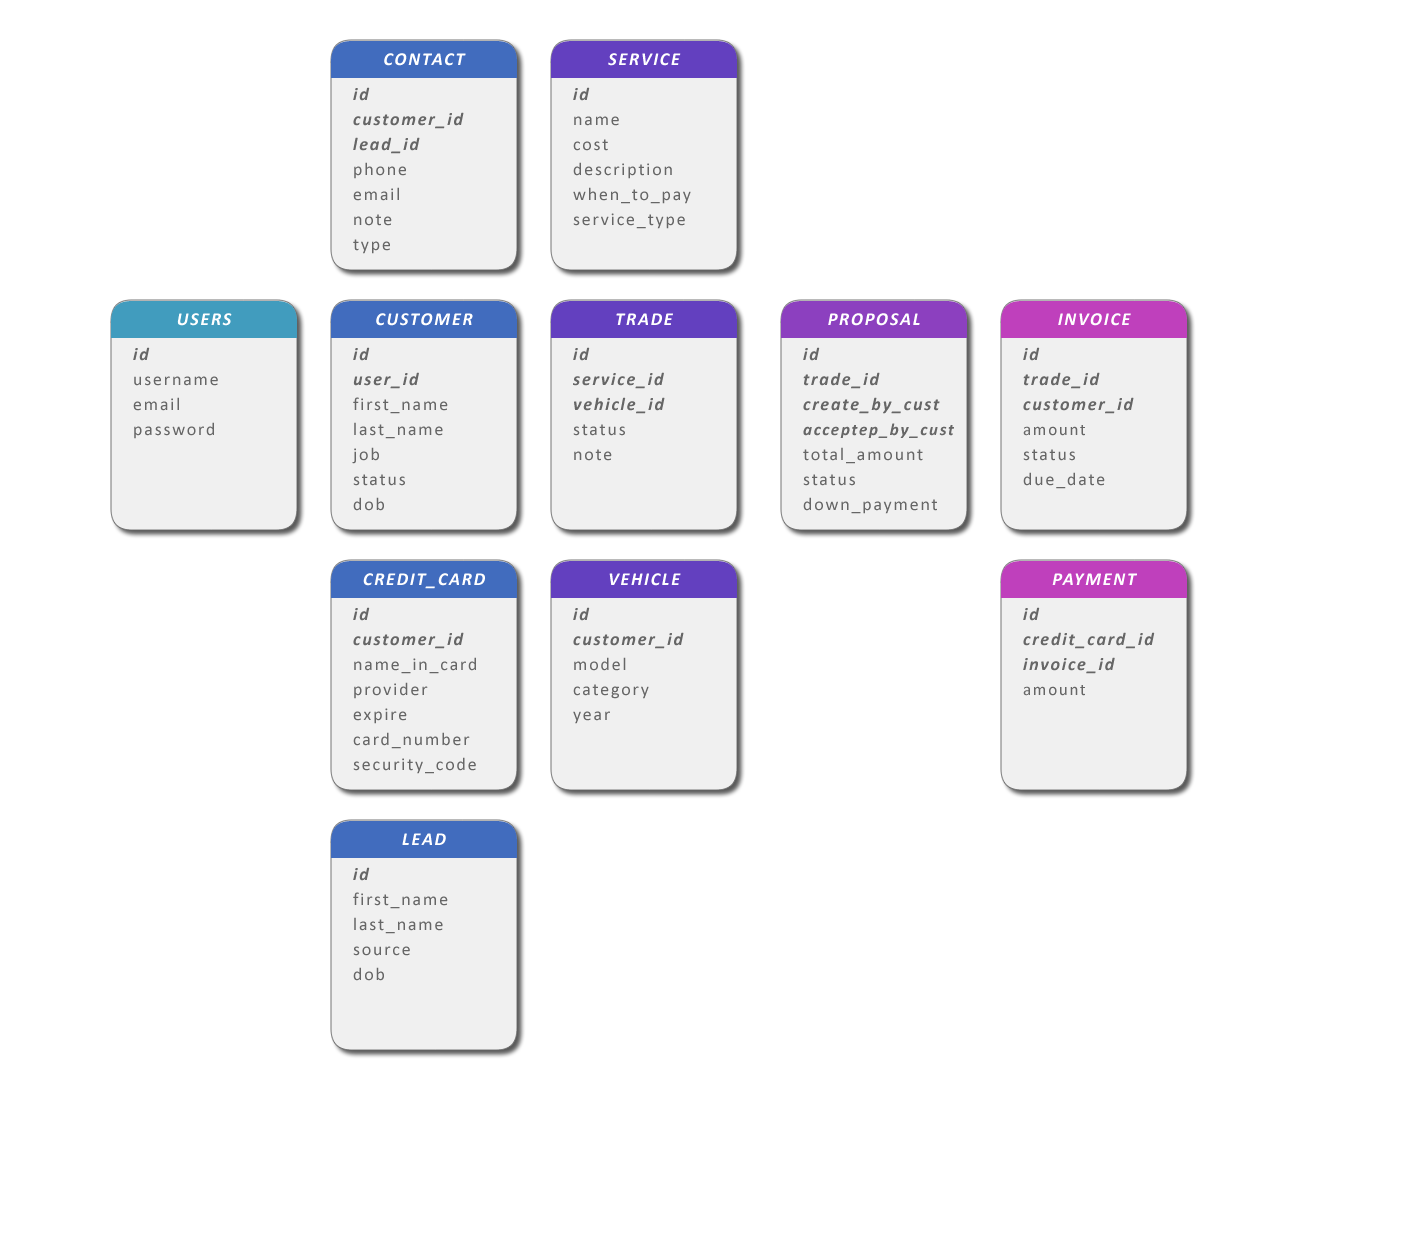 CONTACT
id
customer_id
lead_id
phone
email
note
type
SERVICE
id
name
cost
description
when_to_pay
service_type
USERS
id
username
email
password
CUSTOMER
id
user_id
first_name
last_name
job
status
dob
TRADE
id
service_id
vehicle_id
status
note
PROPOSAL
id
trade_id
create_by_cust
acceptep_by_cust
total_amount
status
down_payment
INVOICE
id
trade_id
customer_id
amount
status
due_date
CREDIT_CARD
id
customer_id
name_in_card
provider
expire
card_number
security_code
VEHICLE
id
customer_id
model
category
year
PAYMENT
id
credit_card_id
invoice_id
amount
LEAD
id
first_name
last_name
source
dob